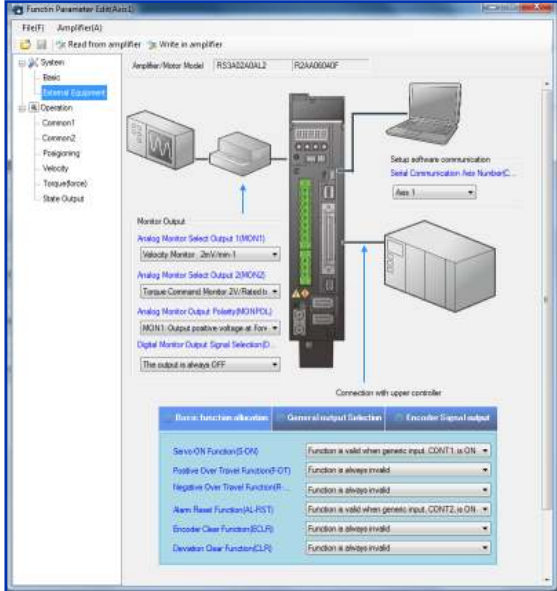 Functin Parameter Edit(Axis1)
File(F) Amplifier(A)
Read from amplifier Write in amplifier
System
Basic
External Equipment
Operation
Common1
Common2
Posigioning
Velocity
Torque(force)
State Output
Amplifier/Motor Model RS3A02A0AL2 R2AA06040F
Setup software communication
Serial Communication Axis Number(C...
Axis 1
Monitor Output
Analog Monitor Select Output 1(MON1)
Velocity Monitor 2mV/min-1
Analog Monitor Select Output 2(MON2)
Torque Command Monitor 2V/Rated to
Analog Monitor Output Polarity(MONPOL)
MON1: Output positive voltage at Forw
Digital Monitor Output Signal Selection(D...
The output is always OFF
Connection with upper controller
Basic function allocation General output Selection Encoder Signal output
Servo-ON Function(S-ON) Function is valid when generic input, CONT1, is ON
Positive Over Travel Function(F-OT) Function is always invalid
Negative Over Travel Function(R-... Function is always invalid
Alarm Reset Function(AL-RST) Function is valid when generic input, CONT2, is ON
Encoder Clear Function(ECLR) Function is always invalid
Deviation Clear Function(CLR) Function is always invalid